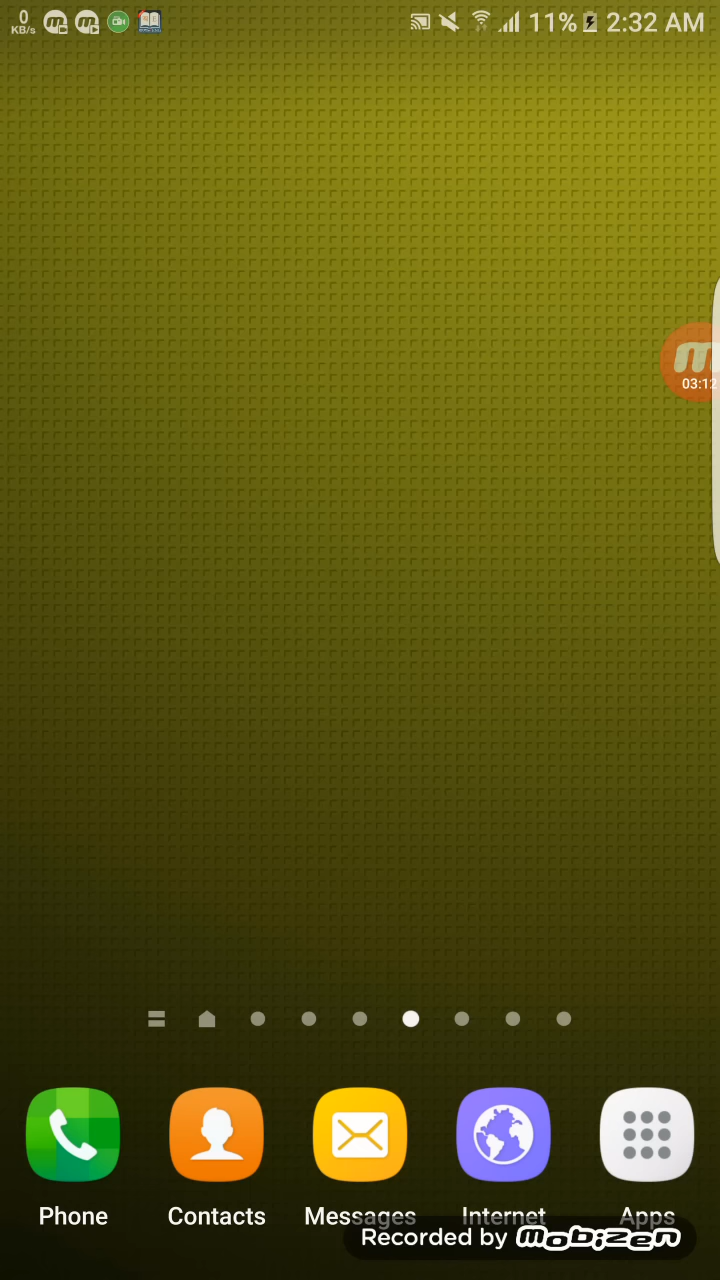 0
KB/s
11% 2:32 AM
03:12
Phone Contacts Messages Internet Apps
Recorded by mobizen